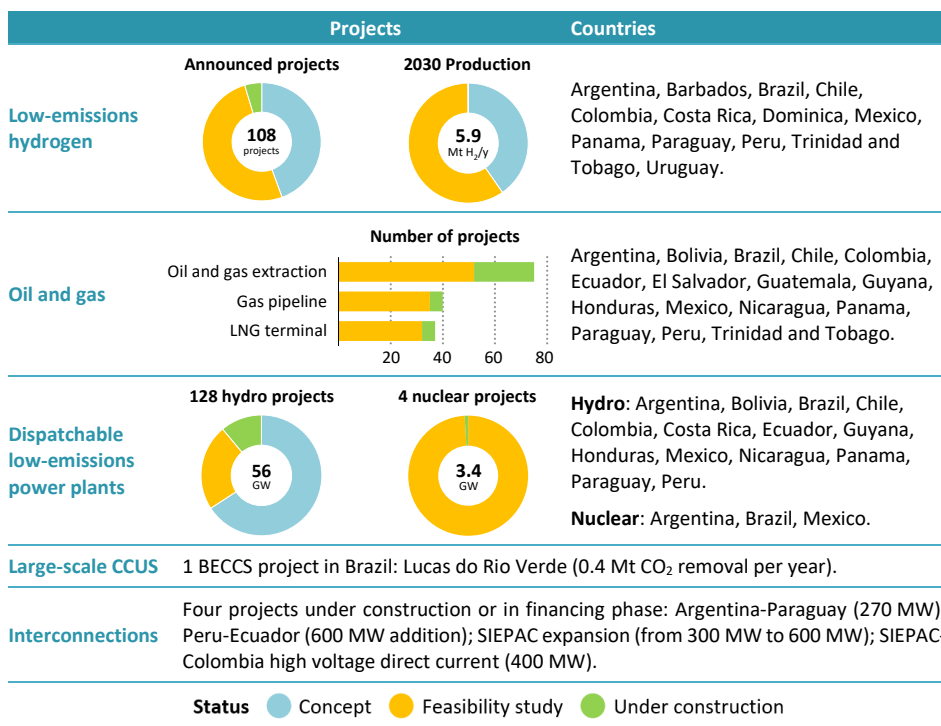 Projects Countries
Announced projects 2030 Production
Low-emissions
hydrogen
108
projects
5.9
Mt H₂/y
Argentina, Barbados, Brazil, Chile,
Colombia, Costa Rica, Dominica, Mexico,
Panama, Paraguay, Peru, Trinidad and
Tobago, Uruguay.
Oil and gas
Number of projects
Oil and gas extraction
Gas pipeline
LNG terminal
20 40 60 80
Argentina, Bolivia, Brazil, Chile, Colombia,
Ecuador, El Salvador, Guatemala, Guyana,
Honduras, Mexico, Nicaragua, Panama,
Paraguay, Peru, Trinidad and Tobago.
Dispatchable
low-emissions
power plants
128 hydro projects 4 nuclear projects
56
GW
3.4
GW
Hydro: Argentina, Bolivia, Brazil, Chile,
Colombia, Costa Rica, Ecuador, Guyana,
Honduras, Mexico, Nicaragua, Panama,
Paraguay, Peru.
Nuclear: Argentina, Brazil, Mexico.
Large-scale CCUS 1 BECCS project in Brazil: Lucas do Rio Verde (0.4 Mt CO₂ removal per year).
Interconnections
Four projects under construction or in financing phase: Argentina-Paraguay (270 MW)
Peru-Ecuador (600 MW addition); SIEPAC expansion (from 300 MW to 600 MW); SIEPAC-
Colombia high voltage direct current (400 MW).
Status Concept Feasibility study Under construction